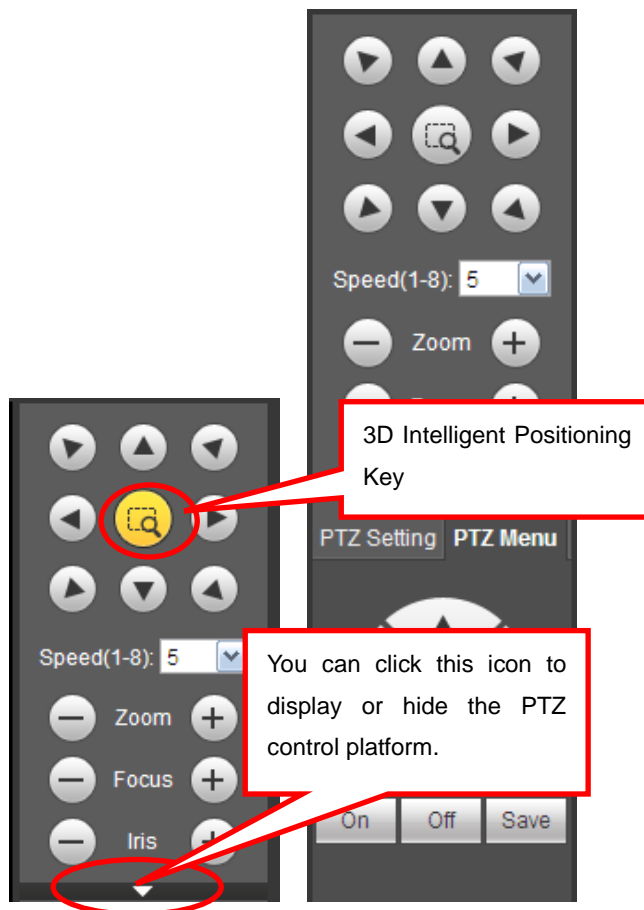 Speed(1-8): 5
Zoom
3D Intelligent Positioning
Key
PTZ Setting PTZ Menu
Speed(1-8): 5
Zoom
Focus
Iris
You can click this icon to
display or hide the PTZ
control platform.
On Off Save